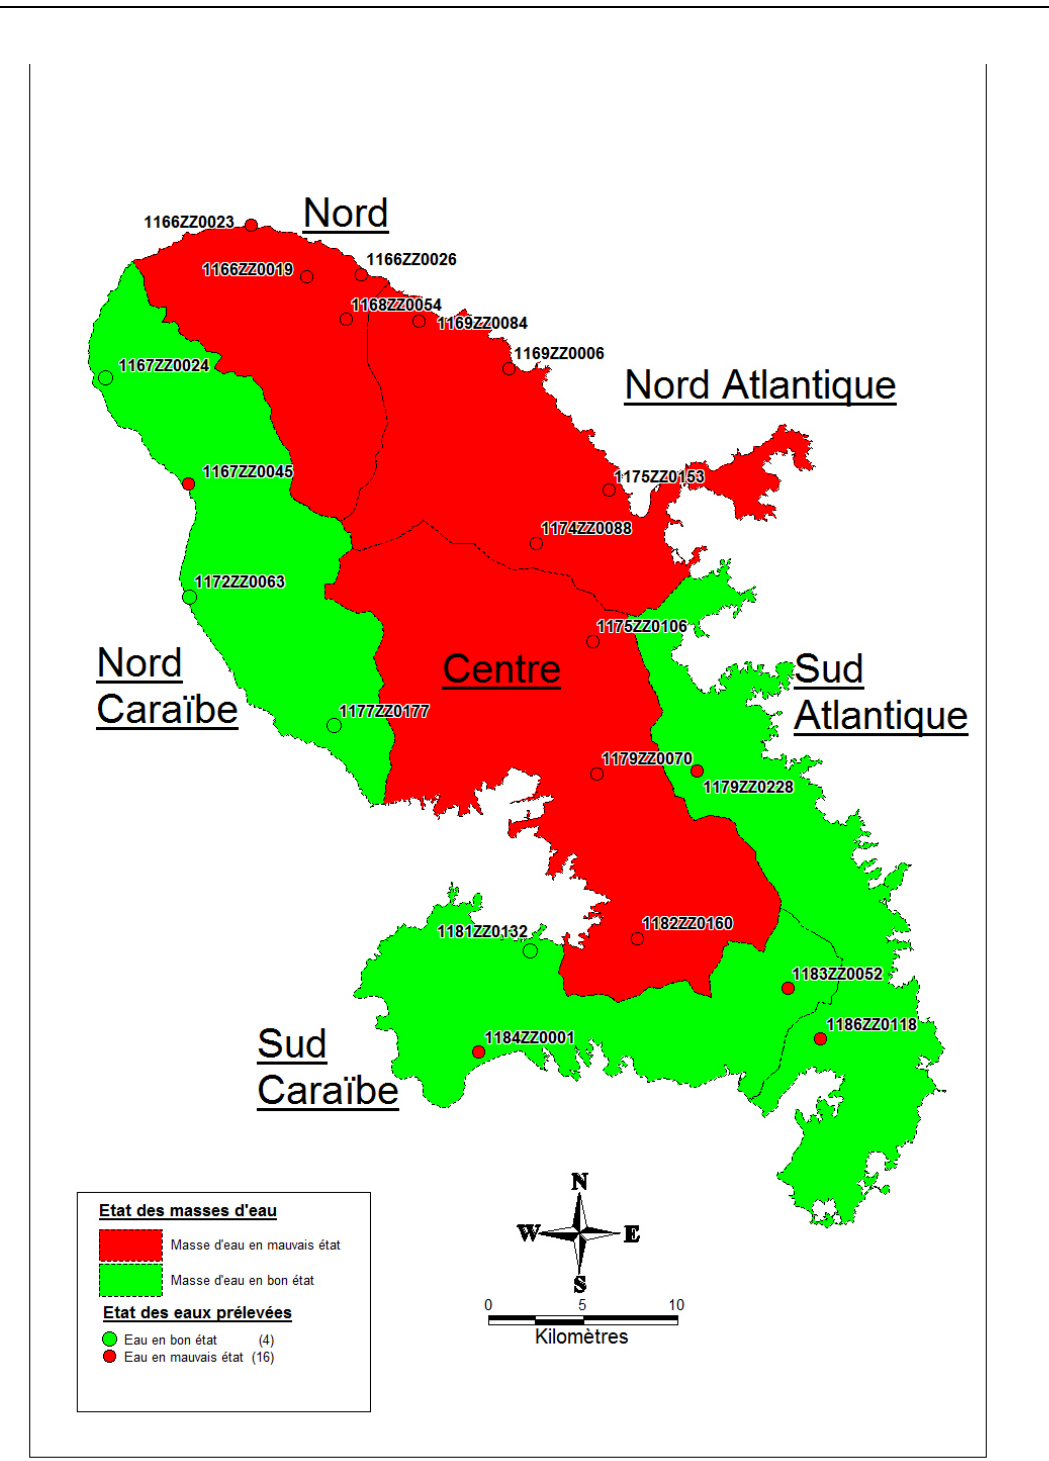 Nord
1166ZZ0023
1166ZZ0019
1166ZZ0026
1168ZZ0054
1169ZZ0084
1169ZZ0006
1167ZZ0024
Nord Atlantique
1167ZZ0045
1175ZZ0153
1174ZZ0088
1172ZZ0063
1175ZZ0106
Nord
Caraïbe
Centre
Sud
Atlantique
1177ZZ0177
1179ZZ0070
1179ZZ0228
1181ZZ0132
1182ZZ0160
1183ZZ0052
1186ZZ0118
1184ZZ0001
Sud
Caraïbe
N
W
E
S
0 5 10
Kilomètres
Etat des masses d'eau
Masse d'eau en mauvais état
Masse d'eau en bon état
Etat des eaux prélevées
Eau en bon état (4)
Eau en mauvais état (16)